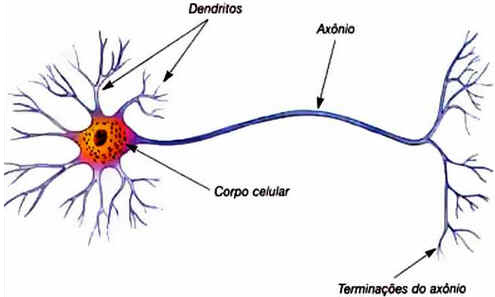 Dendritos
Axônio
Corpo celular
Terminações do axônio